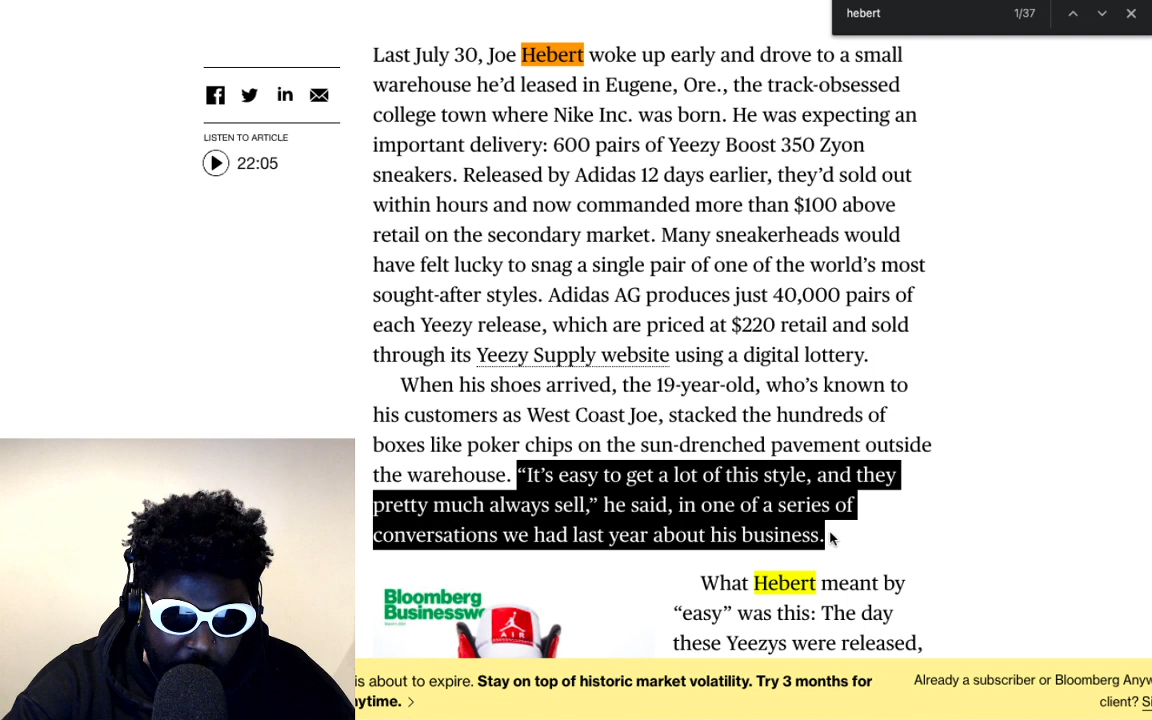 hebert
1/37
Last July 30, Joe Hebert woke up early and drove to a small
warehouse he’d leased in Eugene, Ore., the track-obsessed
college town where Nike Inc. was born. He was expecting an
important delivery: 600 pairs of Yeezy Boost 350 Zyon
sneakers. Released by Adidas 12 days earlier, they’d sold out
within hours and now commanded more than $100 above
retail on the secondary market. Many sneakerheads would
have felt lucky to snag a single pair of one of the world’s most
sought-after styles. Adidas AG produces just 40,000 pairs of
each Yeezy release, which are priced at $220 retail and sold
through its Yeezy Supply website using a digital lottery.
When his shoes arrived, the 19-year-old, who’s known to
his customers as West Coast Joe, stacked the hundreds of
boxes like poker chips on the sun-drenched pavement outside
the warehouse. “It’s easy to get a lot of this style, and they
pretty much always sell,” he said, in one of a series of
conversations we had last year about his business.
LISTEN TO ARTICLE
22:05
What Hebert meant by
“easy” was this: The day
these Yeezys were released,
Bloomberg
Businessw
AIR
is about to expire. Stay on top of historic market volatility. Try 3 months for
ytime.
Already a subscriber or Bloomberg Anyw
client? Si